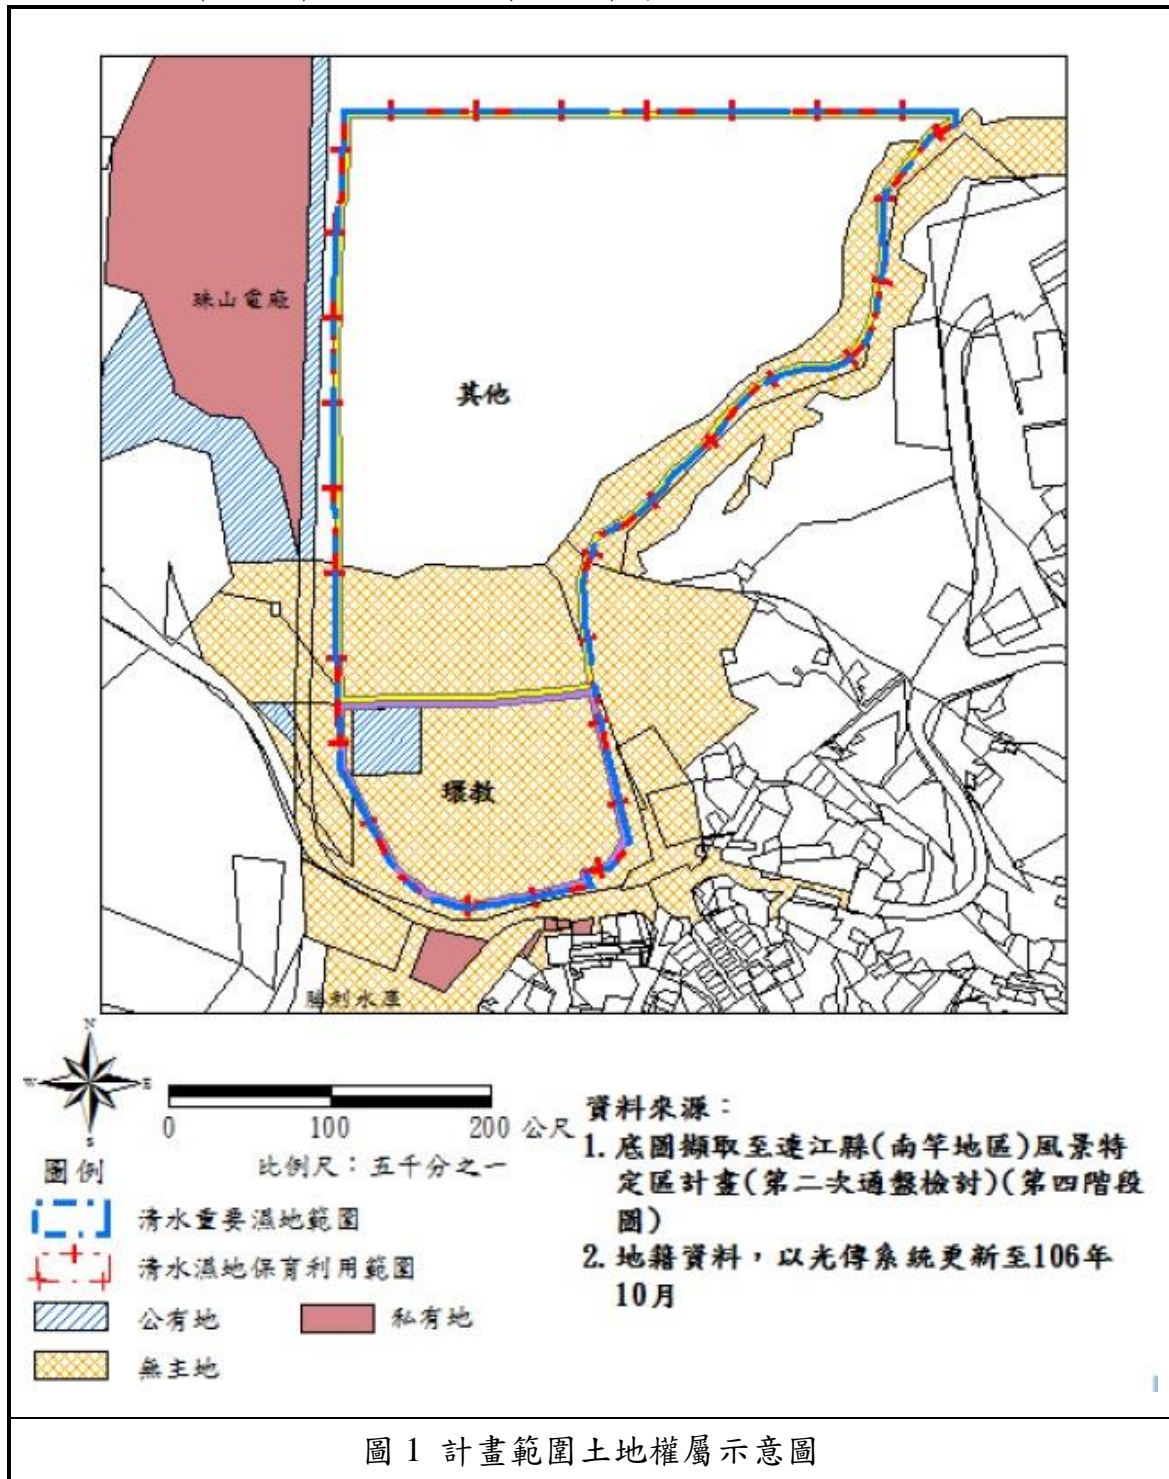 珠山電廠
其他
環教
勝利水庫
N
W
E
S
0
100
200 公尺
比例尺：五千分之一
圖例
清水重要濕地範圍
清水濕地保育利用範圍
公有地
私有地
無主地
資料來源：
1. 底圖擷取至連江縣(南竿地區)風景特
定區計畫(第二次通盤檢討)(第四階段
圖)
2. 地籍資料，以光傳系統更新至106年
10月
圖 1 計畫範圍土地權屬示意圖